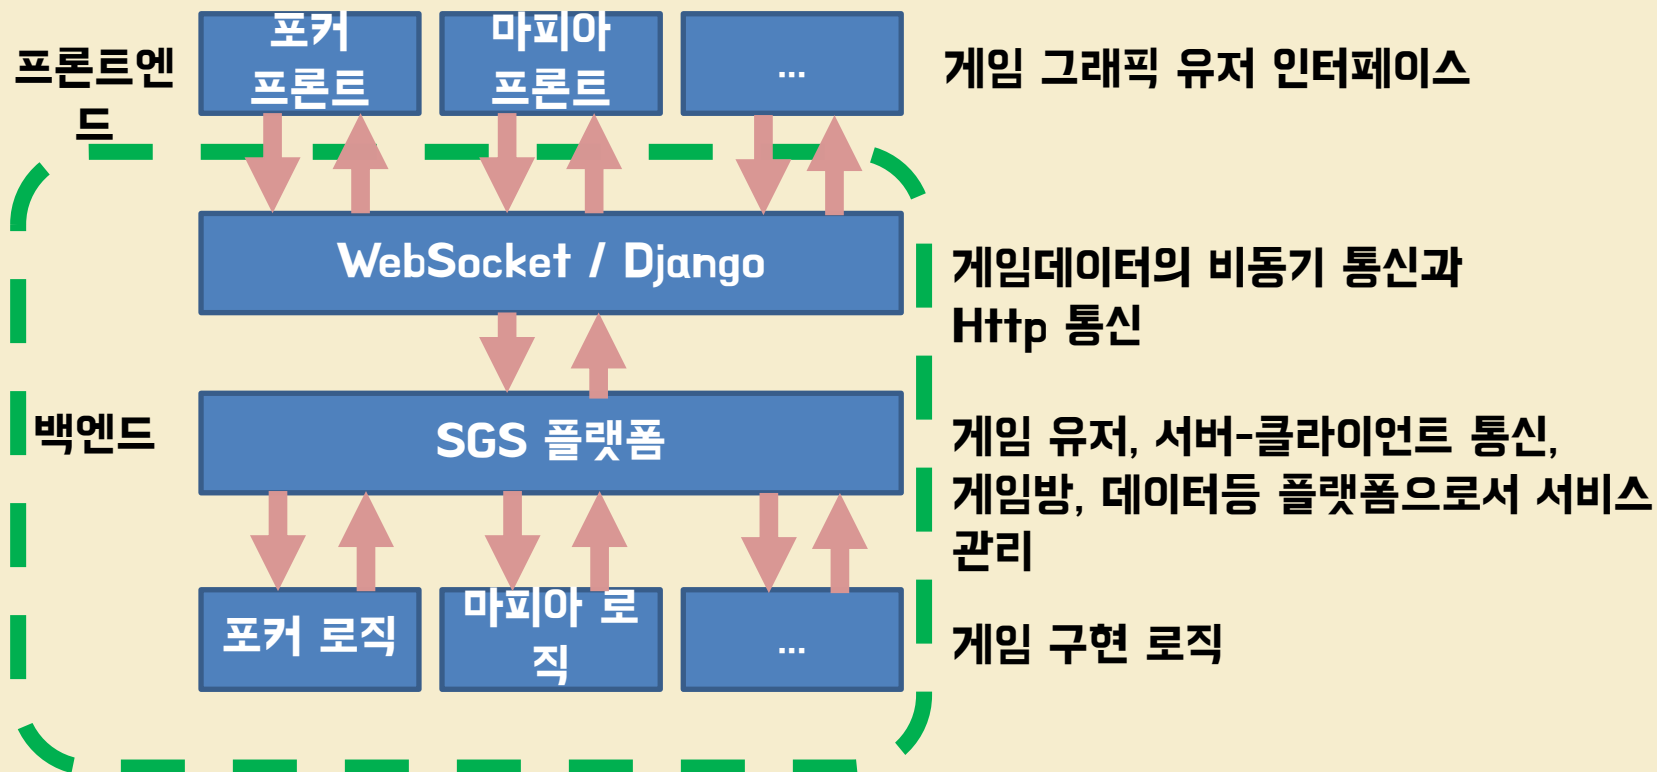 프론트엔
드
포커
프론트
마피아
프론트
...
게임 그래픽 유저 인터페이스
WebSocket / Django
게임데이터의 비동기 통신과
Http 통신
백엔드
SGS 플랫폼
게임 유저, 서버-클라이언트 통신,
게임방, 데이터등 플랫폼으로서 서비스
관리
포커 로직
마피아 로
직
...
게임 구현 로직